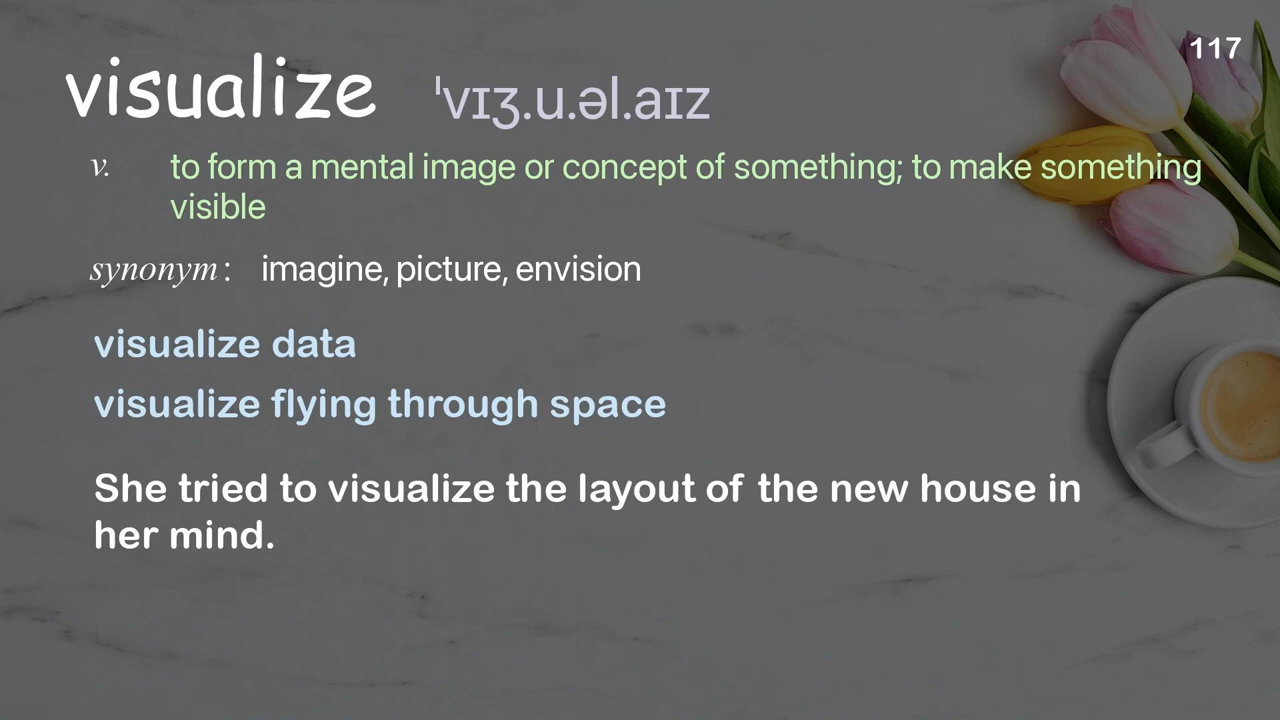 117
visualize ˈvɪʒ.u.əl.aɪz
v. to form a mental image or concept of something; to make something
visible
synonym: imagine, picture, envision
visualize data
visualize flying through space
She tried to visualize the layout of the new house in
her mind.